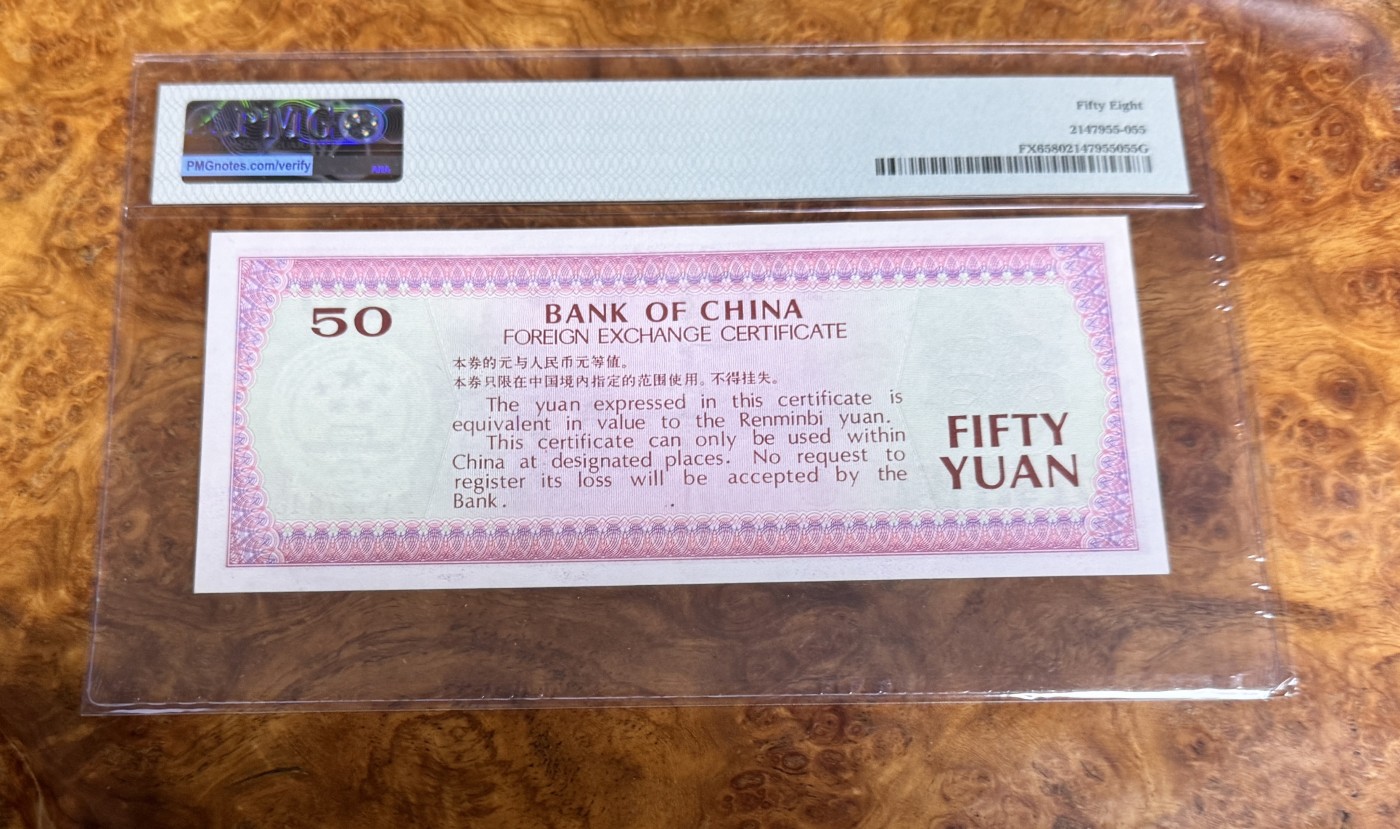 PMG
PMGnotes.com/verify
Fifty Eight
2147955-055
FX65802147955055G
50
BANK OF CHINA
FOREIGN EXCHANGE CERTIFICATE
本券的元与人民币元等值。
本券只限在中国境内指定的范围使用。不得挂失。
The yuan expressed in this certificate is
equivalent in value to the Renminbi yuan.
This certificate can only be used within
China at designated places. No request to
register its loss will be accepted by the
Bank.
FIFTY
YUAN